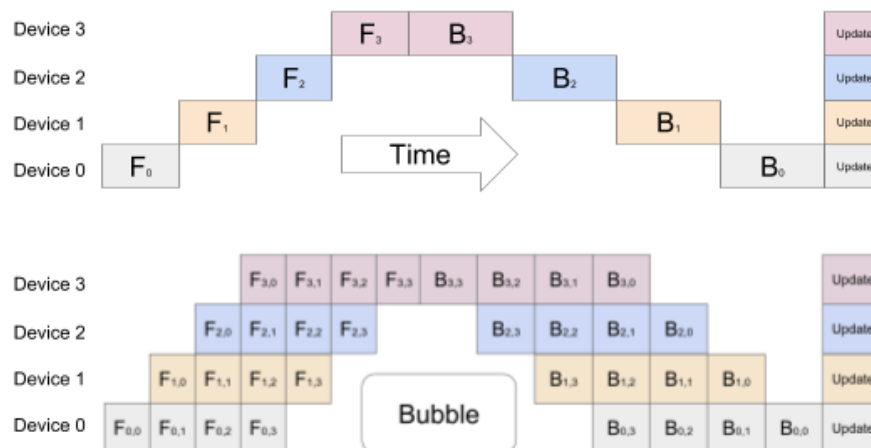 Device 3 F3 B3 Update
Device 2 F2 B2 Update
Device 1 F1 B1 Update
Time
Device 0 F0 B0 Update
Device 3 F3,0 F3,1 F3,2 F3,3 B3,3 B3,2 B3,1 B3,0 Update
Device 2 F2,0 F2,1 F2,2 F2,3 B2,3 B2,2 B2,1 B2,0 Update
Device 1 F1,0 F1,1 F1,2 F1,3 B1,3 B1,2 B1,1 B1,0 Update
Bubble
Device 0 F0,0 F0,1 F0,2 F0,3 B0,3 B0,2 B0,1 B0,0 Update